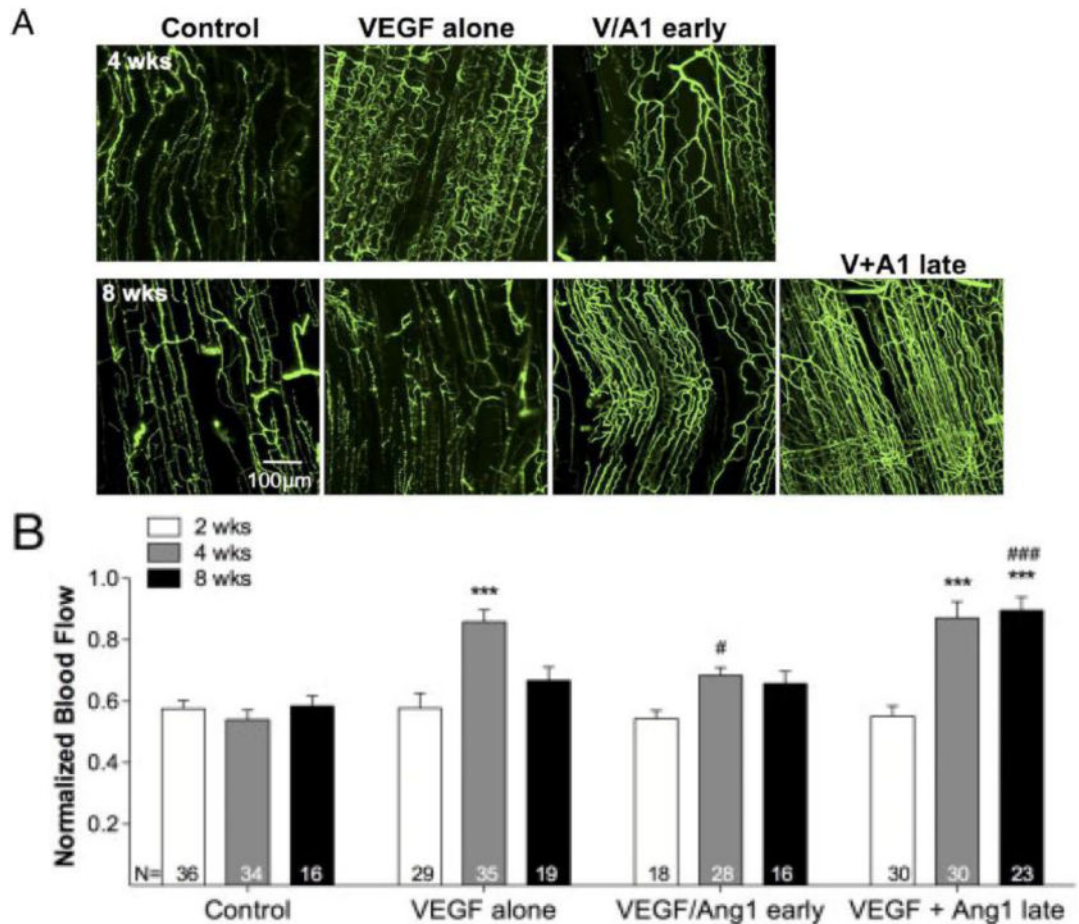 A
Control VEGF alone V/A1 early
4 wks
V+A1 late
8 wks
100µm
B
2 wks
4 wks
8 wks
Normalized Blood Flow
1.0
0.8
0.6
0.4
0.2
***
#
***
###
***
N= 36 34 16 29 35 19 18 28 16 30 30 23
Control VEGF alone VEGF/Ang1 early VEGF + Ang1 late